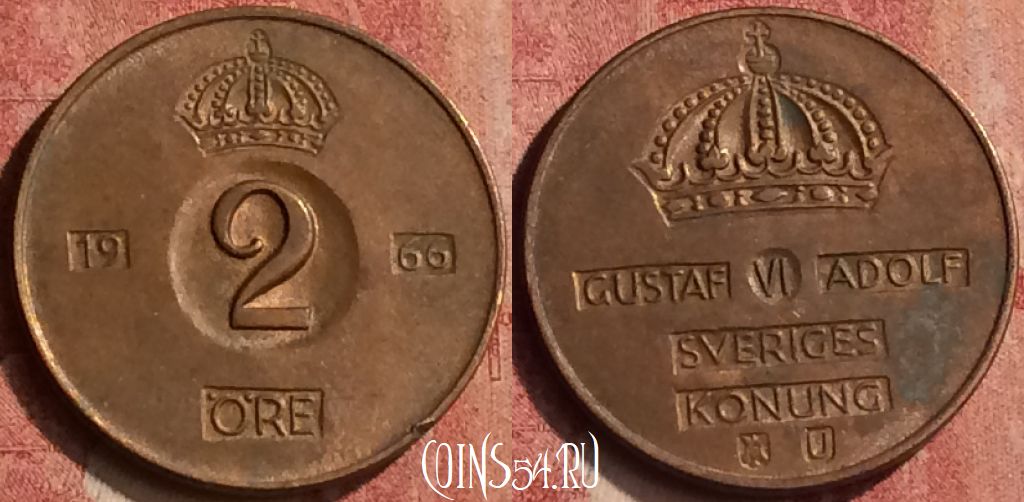 2
19 66
ÖRE
GUSTAF VI ADOLF
SVERIGES
KONUNG
U
COINS54.RU